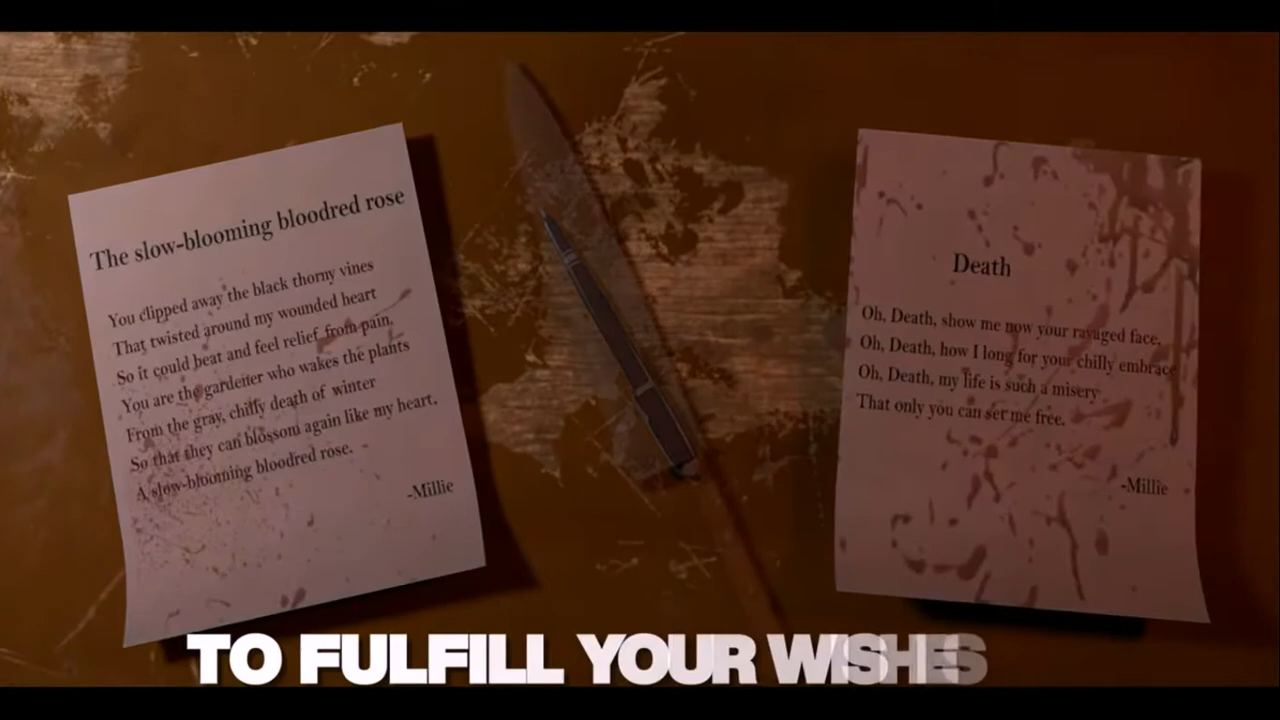 The slow-blooming bloodred rose
You clipped away the black thorny vines
That twisted around my wounded heart
So it could beat and feel relief from pain.
You are the gardener who wakes the plants
From the gray, chilly death of winter
So that they can blossom again like my heart,
A slow-blooming bloodred rose.
-Millie
Death
Oh, Death, show me now your ravaged face,
Oh, Death, how I long for your chilly embrace
Oh, Death, my life is such a misery
That only you can set me free.
-Millie
TO FULFILL YOUR WISHES